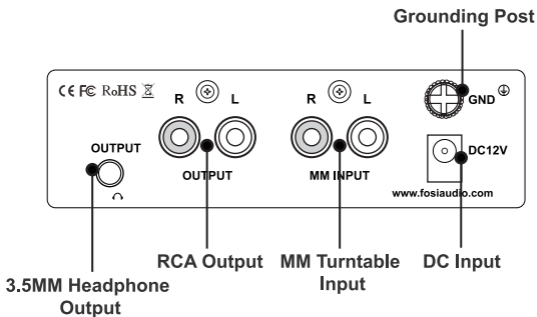 Grounding Post
CE FC RoHS
R L R L
GND
OUTPUT
DC12V
OUTPUT MM INPUT
www.fosiaudio.com
RCA Output MM Turntable Input DC Input
3.5MM Headphone Output